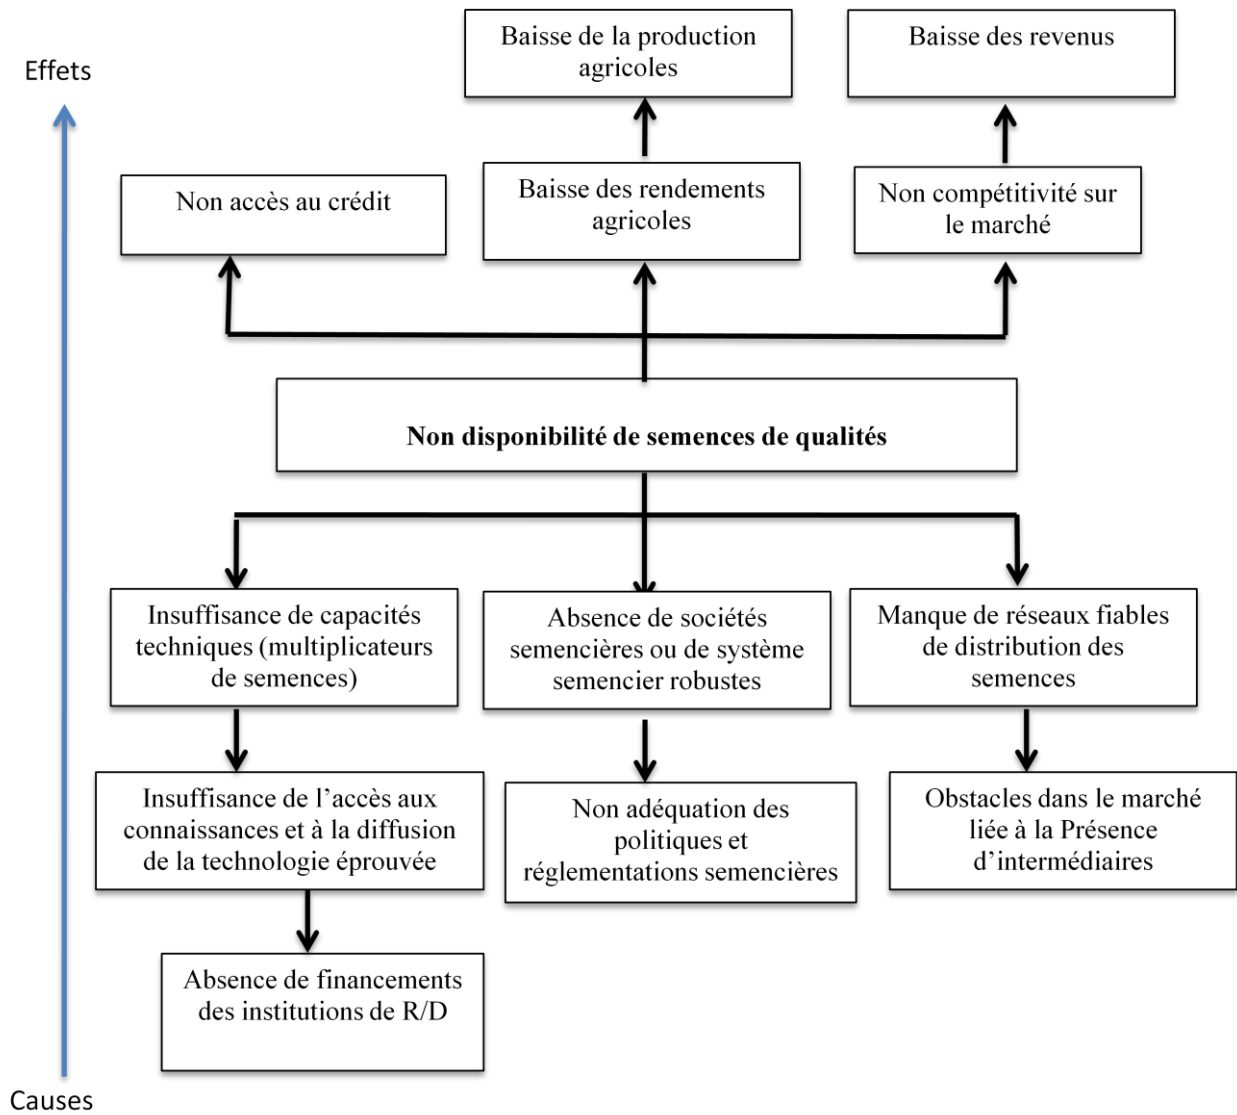 Baisse de la production
agricoles
Baisse des revenus
Effets
Non accès au crédit
Baisse des rendements
agricoles
Non compétitivité sur
le marché
Non disponibilité de semences de qualités
Insuffisance de capacités
techniques (multiplicateurs
de semences)
Absence de sociétés
semencières ou de système
semencier robustes
Manque de réseaux fiables
de distribution des
semences
Insuffisance de l’accès aux
connaissances et à la diffusion
de la technologie éprouvée
Non adéquation des
politiques et
réglementations semencières
Obstacles dans le marché
liée à la Présence
d’intermédiaires
Absence de financements
des institutions de R/D
Causes